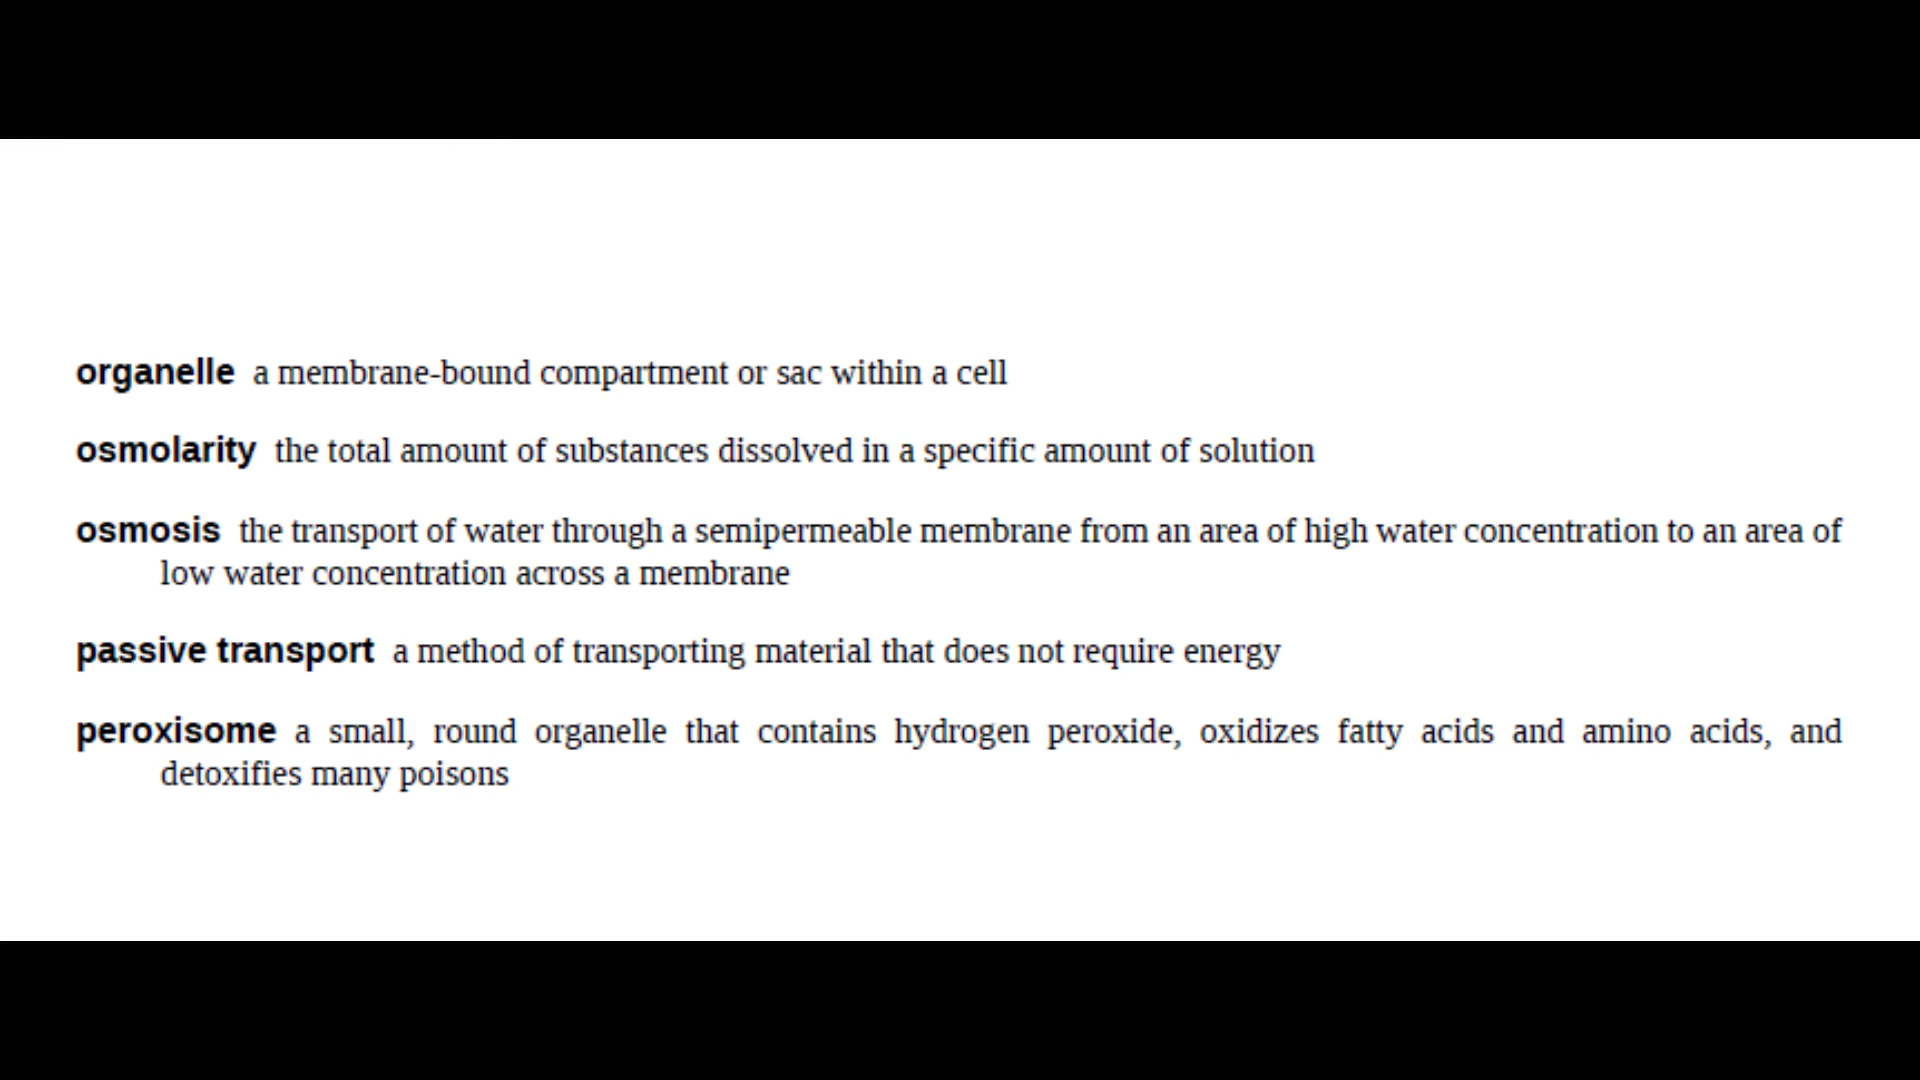 organelle a membrane-bound compartment or sac within a cell
osmolarity the total amount of substances dissolved in a specific amount of solution
osmosis the transport of water through a semipermeable membrane from an area of high water concentration to an area of
low water concentration across a membrane
passive transport a method of transporting material that does not require energy
peroxisome a small, round organelle that contains hydrogen peroxide, oxidizes fatty acids and amino acids, and
detoxifies many poisons